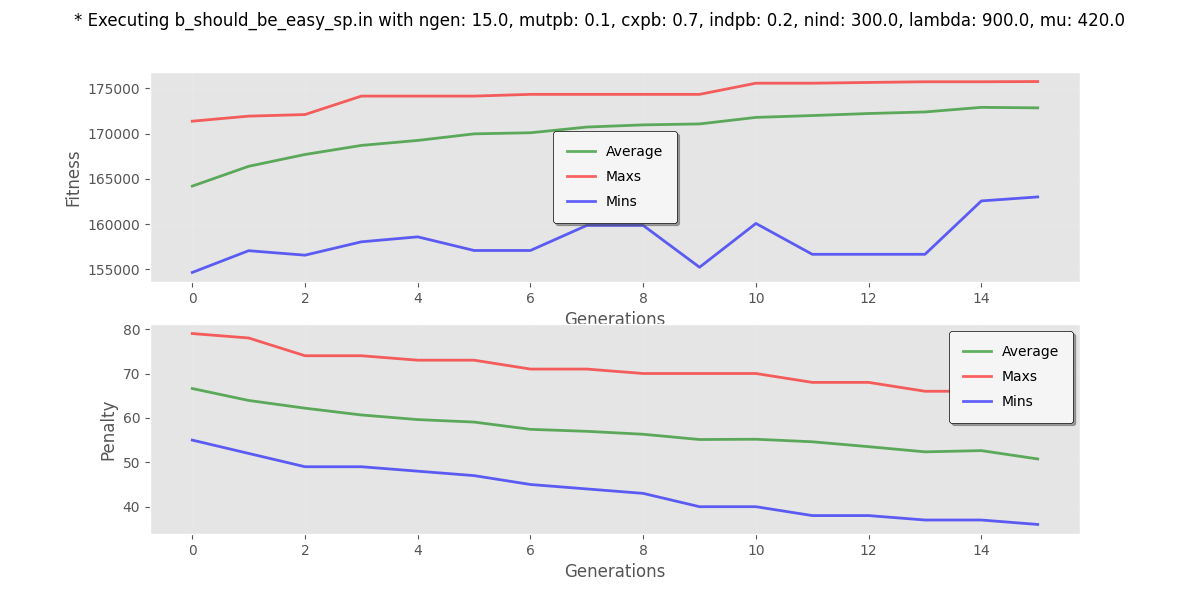 * Executing b_should_be_easy_sp.in with ngen: 15.0, mutpb: 0.1, cxpb: 0.7, indpb: 0.2, nind: 300.0, lambda: 900.0, mu: 420.0
175000
170000
165000
160000
155000
Fitness
Average
Maxs
Mins
0 2 4 6 8 10 12 14
Generations
80
70
60
50
40
Penalty
Average
Maxs
Mins
0 2 4 6 8 10 12 14
Generations